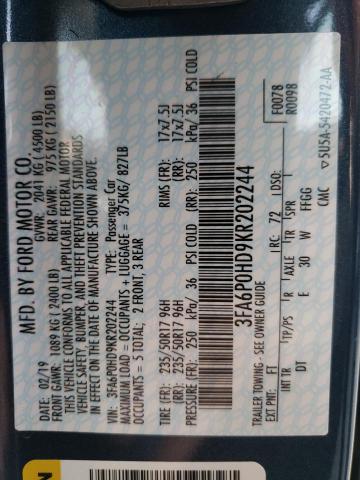 MFD. BY FORD MOTOR CO.
GVWR: 2041 KG ( 4500 LB)
DATE: 02/19
FRONT GAWR: 1089 KG ( 2400 LB)
REAR GAWR: 975 KG ( 2150 LB)
THIS VEHICLE CONFORMS TO ALL APPLICABLE FEDERAL MOTOR
VEHICLE SAFETY, BUMPER, AND THEFT PREVENTION STANDARDS
IN EFFECT ON THE DATE OF MANUFACTURE SHOWN ABOVE.
VIN: 3FA6P0HD9KR202244
TYPE: Passenger Car
MAXIMUM LOAD = OCCUPANTS + LUGGAGE = 375KG/ 827LB
OCCUPANTS = 5 TOTAL: 2 FRONT, 3 REAR
TIRE (FR): 235/50R17 96H RIMS (FR): 17x7.5J
TIRE (RR): 235/50R17 96H (RR): 17x7.5J
PRESSURE (FR): 250 kPa/ 36 PSI COLD (RR): 250 kPa/ 36 PSI COLD
3FA6P0HD9KR202244
TRAILER TOWING - SEE OWNER GUIDE
F0078
R0098
EXT PNT: FT RC: 72 DSO:
INT TR TP/PS R AXLE TR SPR
DT E 30 W FFGG
CMC 5U5A-5420472-AA
N